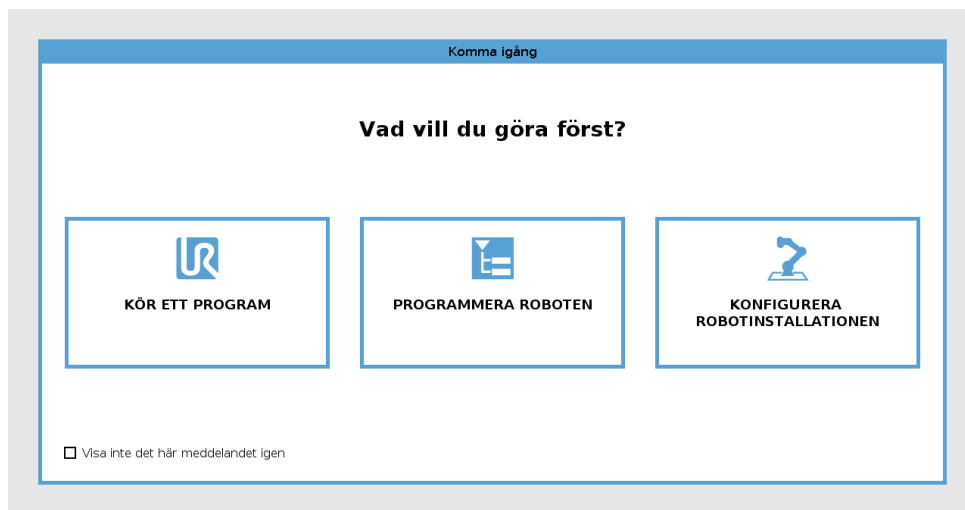 Komma igång
Vad vill du göra först?
UR
KÖR ETT PROGRAM
PROGRAMMERA ROBOTEN
KONFIGURERA
ROBOTINSTALLATIONEN
Visa inte det här meddelandet igen